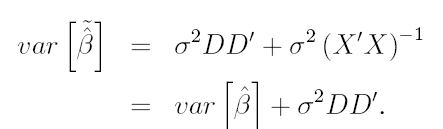 var[β̂̃] = σ²DD′ + σ²(X′X)⁻¹
= var[β̂] + σ²DD′.